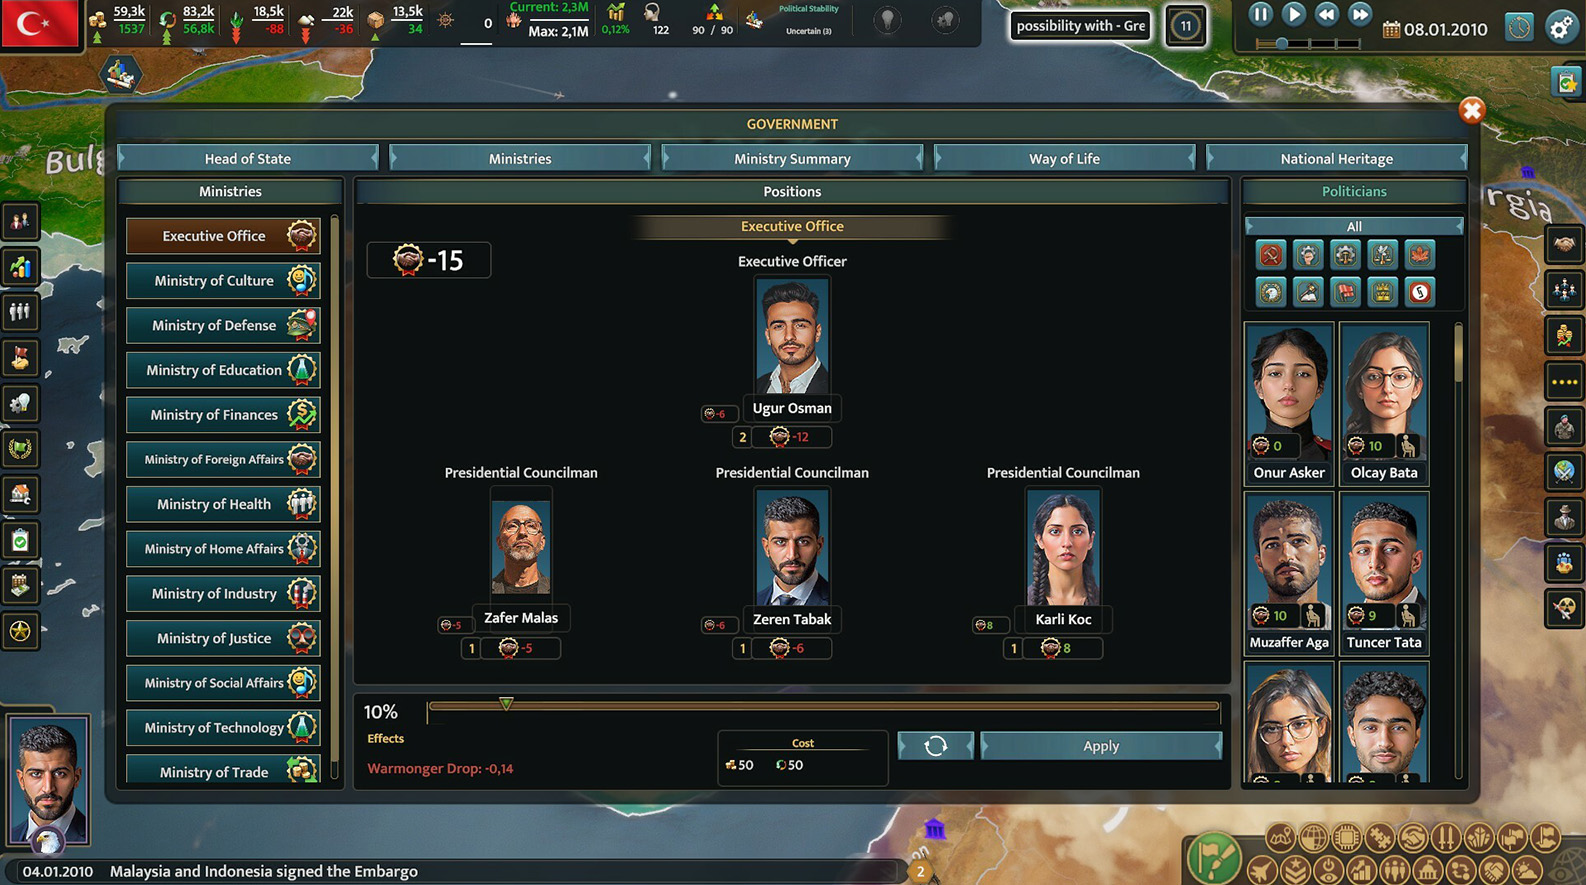 59,3k
1537
83,2k
56,8k
18,5k
-88
22k
-36
13,5k
34
0
Current: 2,3M
Max: 2,1M
0,12%
122
90 / 90
Political Stability
Uncertain (3)
possibility with - Gre
11
08.01.2010
Bulg
rgia
GOVERNMENT
Head of State
Ministries
Ministry Summary
Way of Life
National Heritage
Ministries
Executive Office
Ministry of Culture
Ministry of Defense
Ministry of Education
Ministry of Finances
Ministry of Foreign Affairs
Ministry of Health
Ministry of Home Affairs
Ministry of Industry
Ministry of Justice
Ministry of Social Affairs
Ministry of Technology
Ministry of Trade
Positions
Executive Office
-15
Executive Officer
-6
Ugur Osman
2
-12
Presidential Councilman
Presidential Councilman
Presidential Councilman
-5
Zafer Malas
-6
Zeren Tabak
8
Karli Koc
1
-5
1
-6
1
8
10%
Effects
Warmonger Drop: -0,14
Cost
50
50
Apply
Politicians
All
0
10
Onur Asker
Olcay Bata
10
9
Muzaffer Aga
Tuncer Tata
04.01.2010
Malaysia and Indonesia signed the Embargo
2